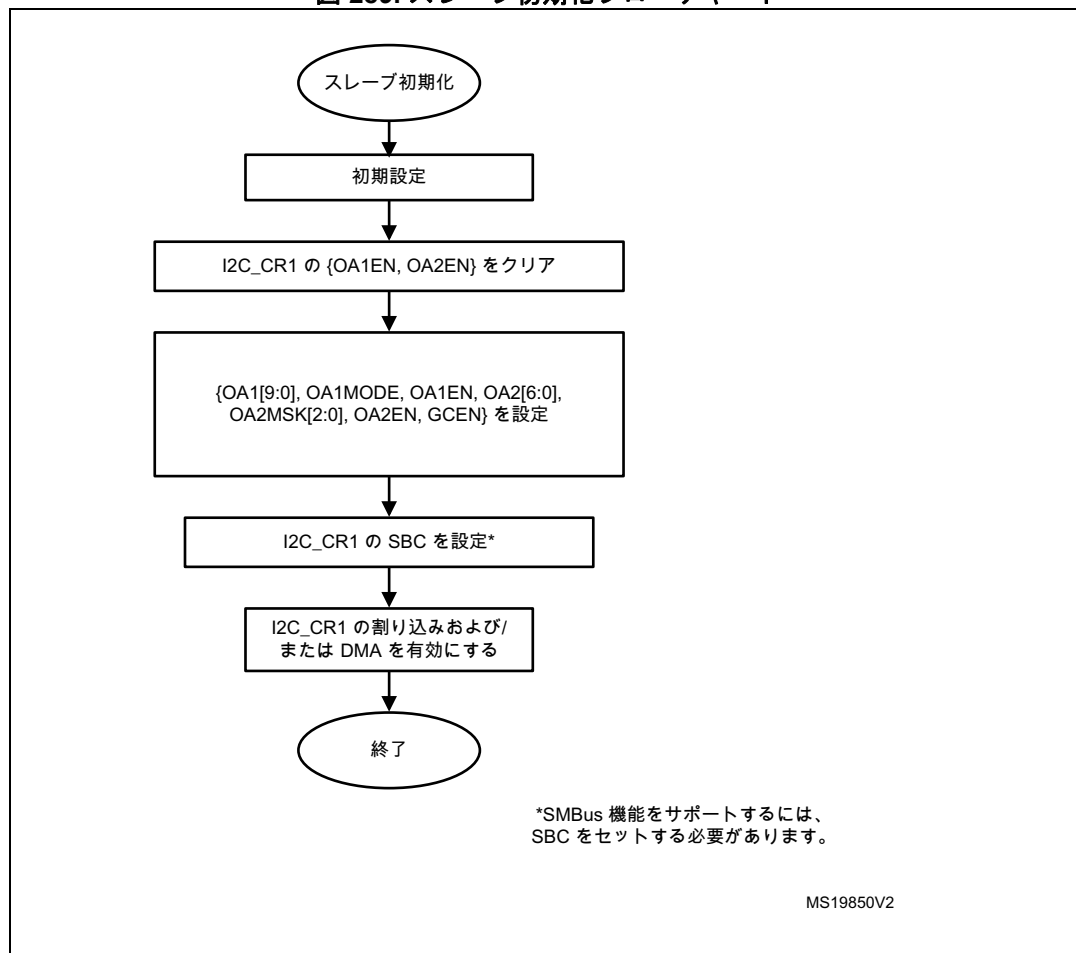 スレーブ初期化
初期設定
I2C_CR1 の {OA1EN, OA2EN} をクリア
{OA1[9:0], OA1MODE, OA1EN, OA2[6:0],
OA2MSK[2:0], OA2EN, GCEN} を設定
I2C_CR1 の SBC を設定*
I2C_CR1 の割り込みおよび/
または DMA を有効にする
終了
*SMBus 機能をサポートするには、
SBC をセットする必要があります。
MS19850V2